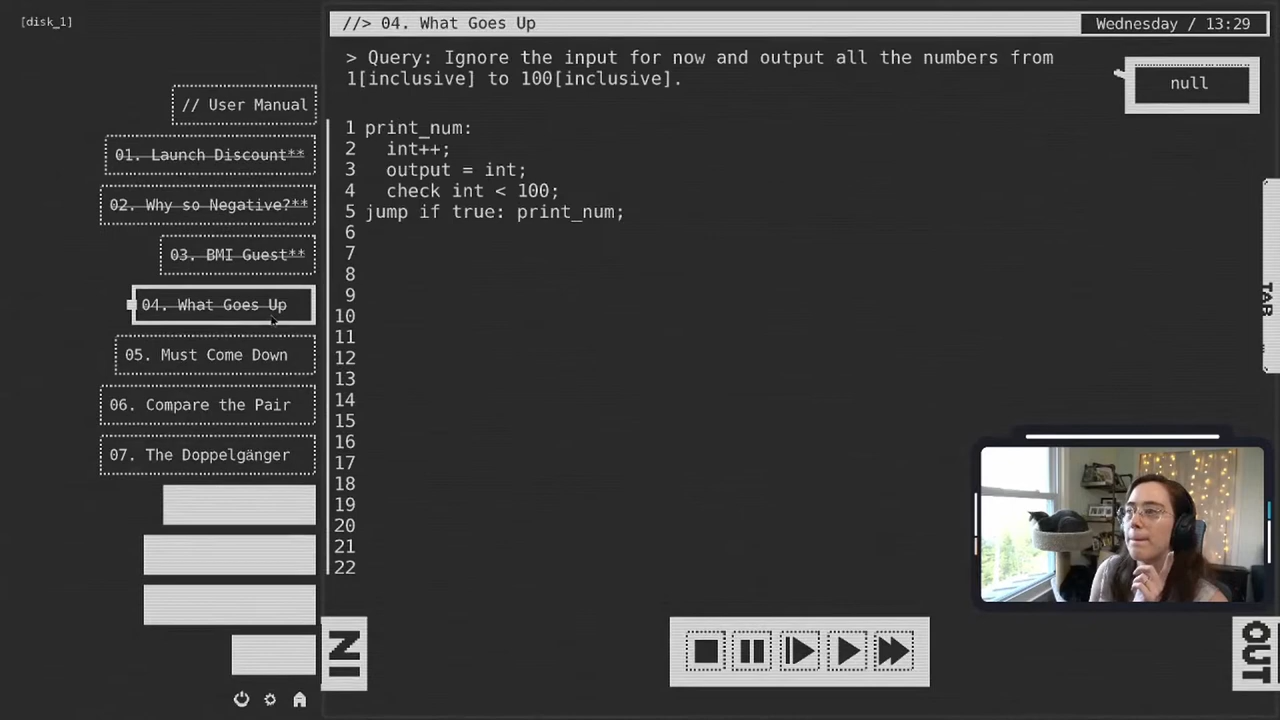 [disk_1]
// User Manual
01. Launch Discount**
02. Why so Negative?**
03. BMI Guest**
04. What Goes Up
05. Must Come Down
06. Compare the Pair
07. The Doppelgänger
//> 04. What Goes Up
Wednesday / 13:29
> Query: Ignore the input for now and output all the numbers from
1[inclusive] to 100[inclusive].
null
1 print_num:
2 int++;
3 output = int;
4 check int < 100;
5 jump if true: print_num;
6
7
8
9
10
11
12
13
14
15
16
17
18
19
20
21
22
TAB
IN
OUT